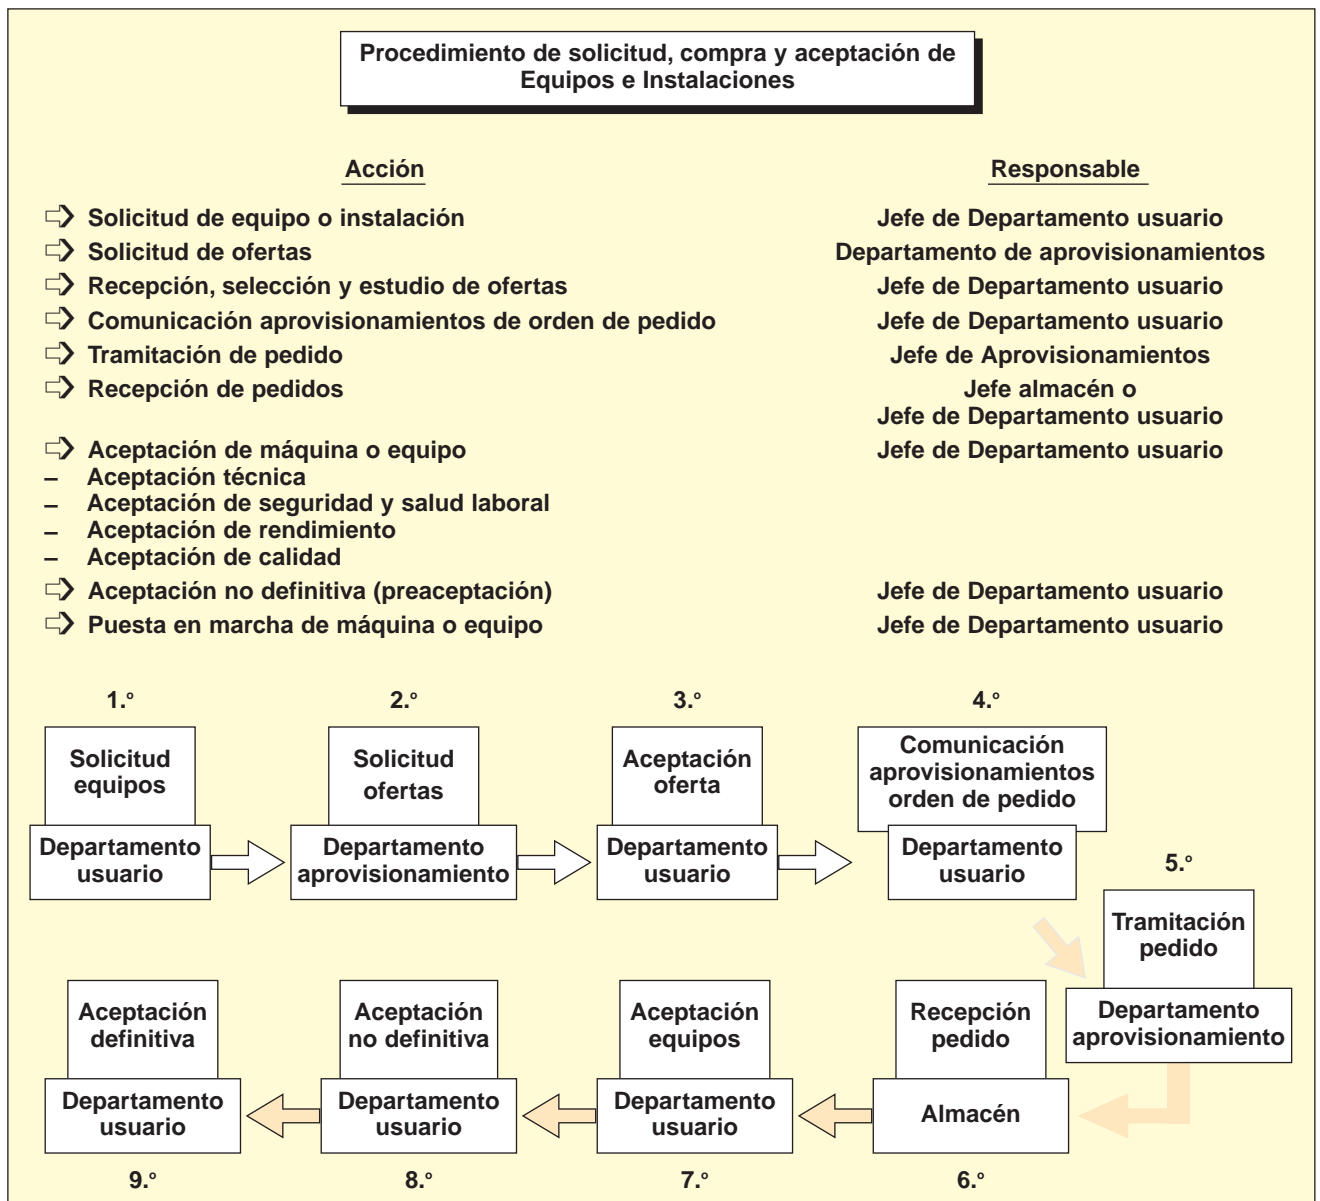 Procedimiento de solicitud, compra y aceptación de
Equipos e Instalaciones
Acción Responsable
Solicitud de equipo o instalación Jefe de Departamento usuario
Solicitud de ofertas Departamento de aprovisionamientos
Recepción, selección y estudio de ofertas Jefe de Departamento usuario
Comunicación aprovisionamientos de orden de pedido Jefe de Departamento usuario
Tramitación de pedido Jefe de Aprovisionamientos
Recepción de pedidos Jefe almacén o
Jefe de Departamento usuario
Aceptación de máquina o equipo Jefe de Departamento usuario
– Aceptación técnica
– Aceptación de seguridad y salud laboral
– Aceptación de rendimiento
– Aceptación de calidad
Aceptación no definitiva (preaceptación) Jefe de Departamento usuario
Puesta en marcha de máquina o equipo Jefe de Departamento usuario
1.º
Solicitud
equipos
Departamento
usuario
2.º
Solicitud
ofertas
Departamento
aprovisionamiento
3.º
Aceptación
oferta
Departamento
usuario
4.º
Comunicación
aprovisionamientos
orden de pedido
Departamento
usuario
5.º
Tramitación
pedido
Departamento
aprovisionamiento
Recepción
pedido
Almacén
6.º
Aceptación
equipos
Departamento
usuario
7.º
Aceptación
no definitiva
Departamento
usuario
8.º
Aceptación
definitiva
Departamento
usuario
9.º